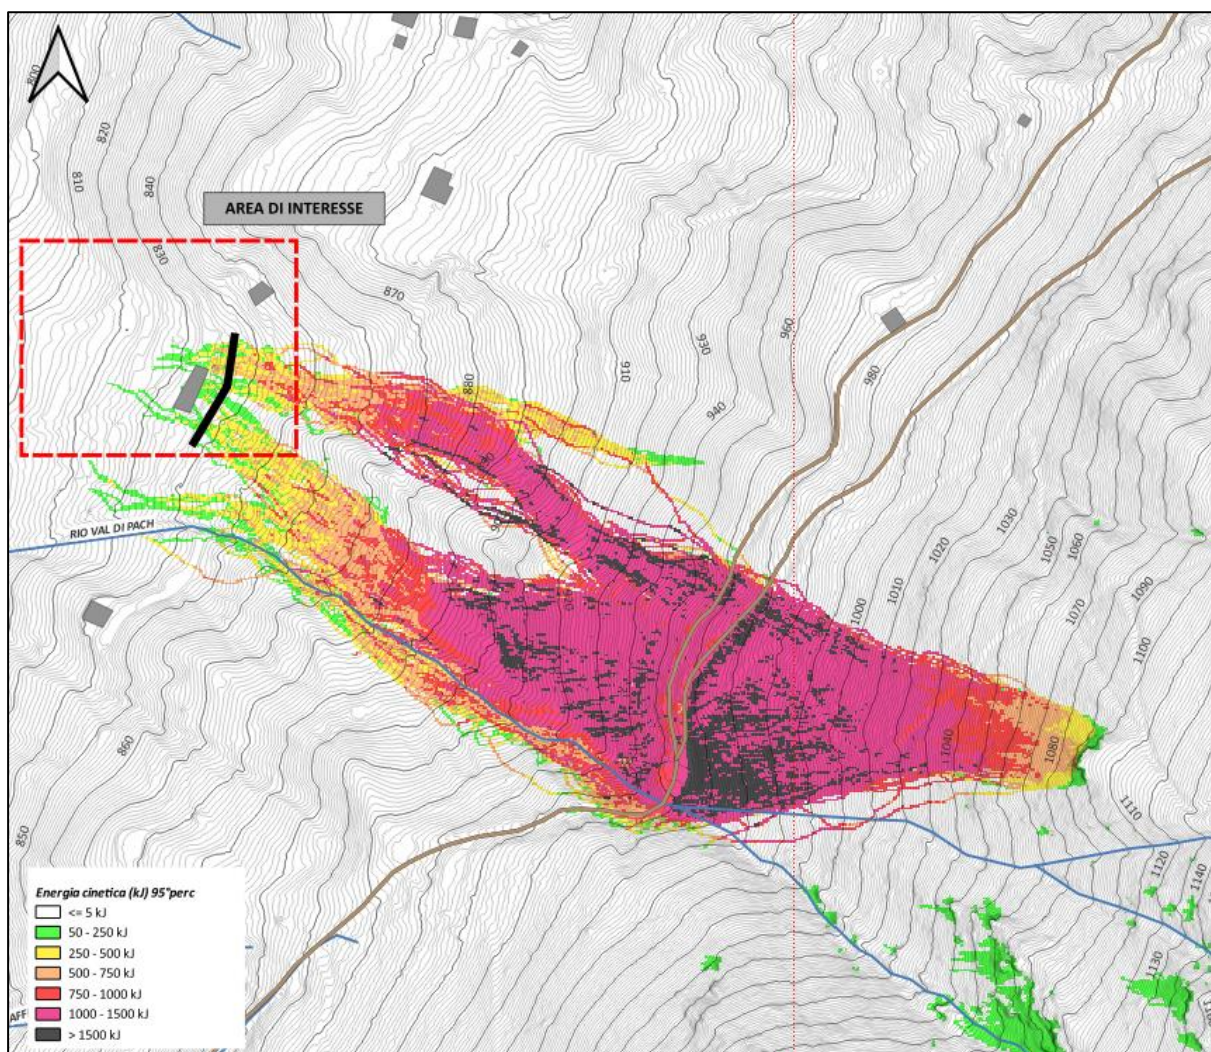 800
820
810
840
AREA DI INTERESSE
830
870
960
930
910
980
880
940
RIO VAL DI PACH
1030
1020
1050
1060
1010
1090
1000
1070
1100
860
1040
1080
850
1110
1120
1140
1130
Energia cinetica (kJ) 95°perc
<= 5 kJ
50 - 250 kJ
250 - 500 kJ
500 - 750 kJ
750 - 1000 kJ
1000 - 1500 kJ
> 1500 kJ
AFF